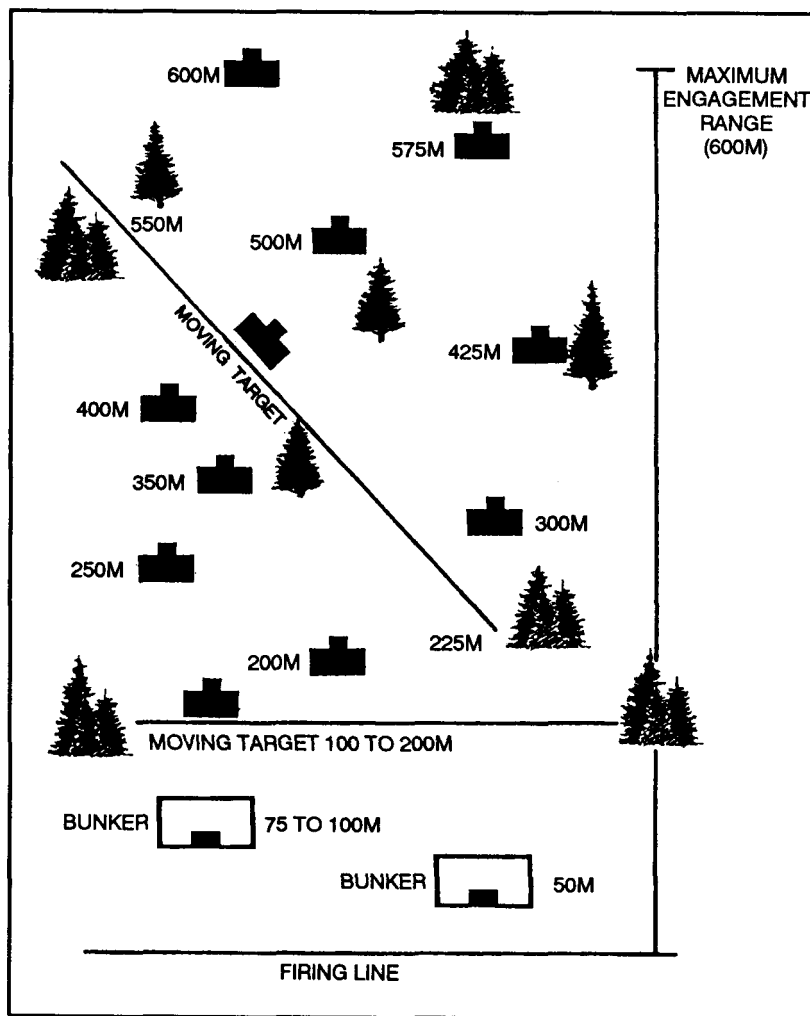 600M
MAXIMUM
ENGAGEMENT
RANGE
(600M)
575M
550M
500M
MOVING TARGET
425M
400M
350M
300M
250M
225M
200M
MOVING TARGET 100 TO 200M
BUNKER
75 TO 100M
BUNKER
50M
FIRING LINE